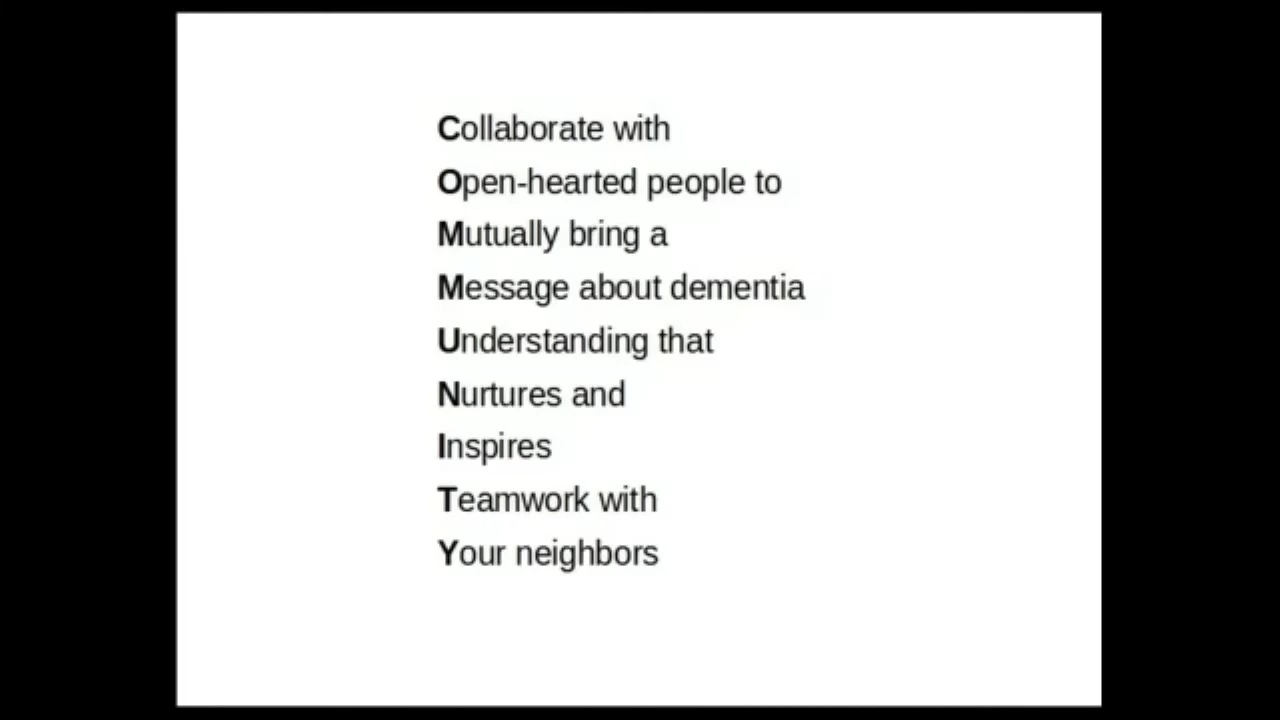 Collaborate with
Open-hearted people to
Mutually bring a
Message about dementia
Understanding that
Nurtures and
Inspires
Teamwork with
Your neighbors